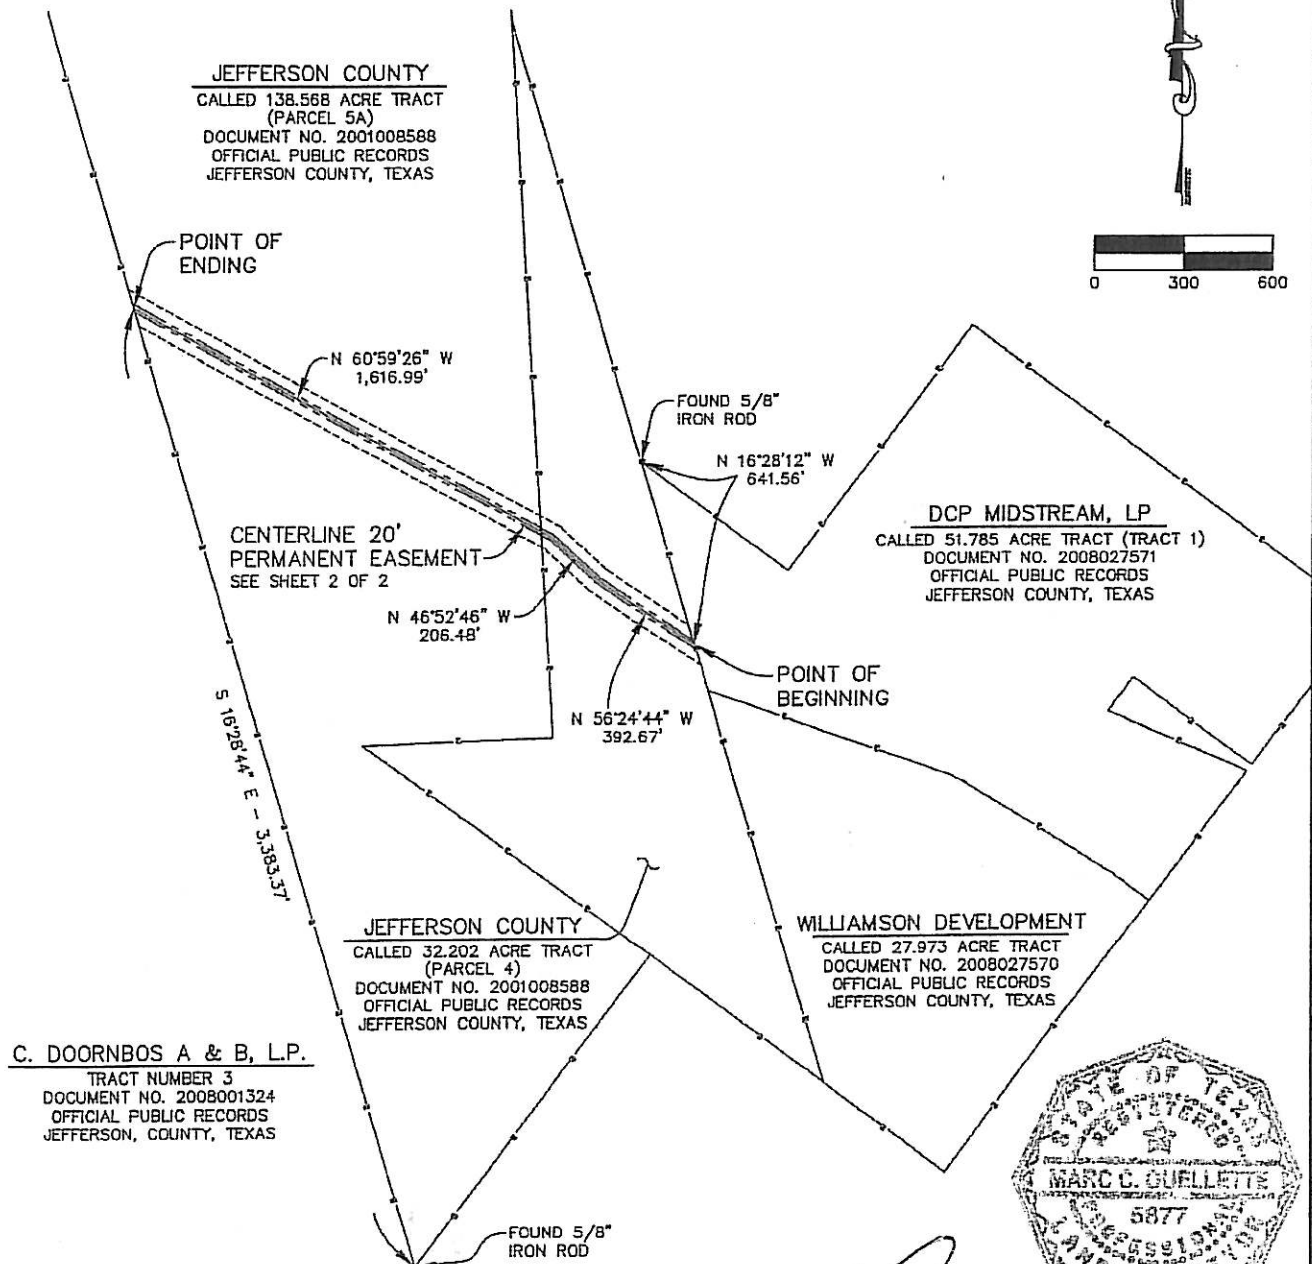 JEFFERSON COUNTY
CALLED 138.568 ACRE TRACT
(PARCEL 5A)
DOCUMENT NO. 2001008588
OFFICIAL PUBLIC RECORDS
JEFFERSON COUNTY, TEXAS
POINT OF
ENDING
0 300 600
N 60°59'26" W
1,616.99'
FOUND 5/8"
IRON ROD
N 16°28'12" W
641.56'
DCP MIDSTREAM, LP
CALLED 51.785 ACRE TRACT (TRACT 1)
DOCUMENT NO. 2008027571
OFFICIAL PUBLIC RECORDS
JEFFERSON COUNTY, TEXAS
CENTERLINE 20'
PERMANENT EASEMENT
SEE SHEET 2 OF 2
N 46°52'46" W
206.48'
POINT OF
BEGINNING
N 56°24'44" W
392.67'
S 16°28'44" E - 3,383.37'
JEFFERSON COUNTY
CALLED 32.202 ACRE TRACT
(PARCEL 4)
DOCUMENT NO. 2001008588
OFFICIAL PUBLIC RECORDS
JEFFERSON COUNTY, TEXAS
WILLIAMSON DEVELOPMENT
CALLED 27.973 ACRE TRACT
DOCUMENT NO. 2008027570
OFFICIAL PUBLIC RECORDS
JEFFERSON COUNTY, TEXAS
C. DOORNBOS A & B, L.P.
TRACT NUMBER 3
DOCUMENT NO. 2008001324
OFFICIAL PUBLIC RECORDS
JEFFERSON, COUNTY, TEXAS
FOUND 5/8"
IRON ROD
STATE OF TEXAS
REGISTERED
MARC C. OUELLETTE
5877
PROFESSIONAL